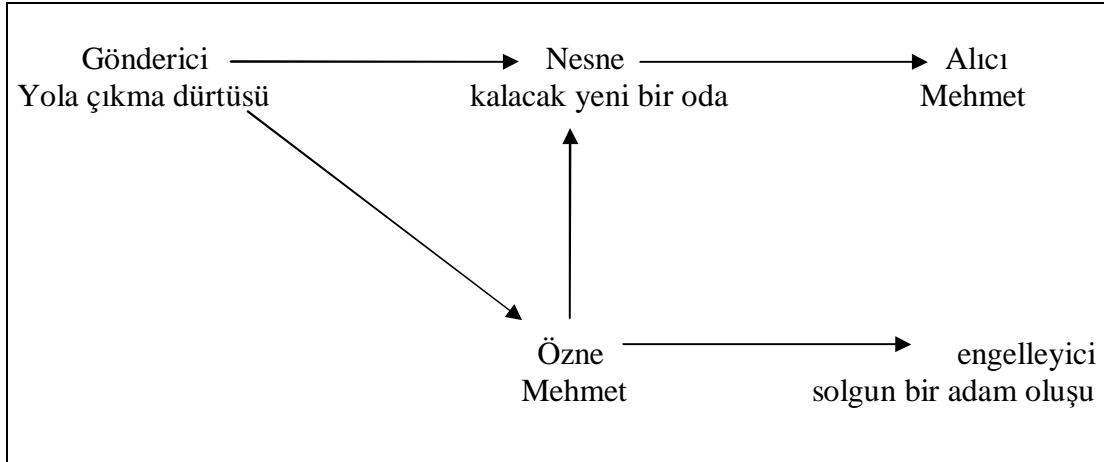 Gönderici Nesne Alıcı
Yola çıkma dürtüsü kalacak yeni bir oda Mehmet
Özne engelleyici
Mehmet solgun bir adam oluşu